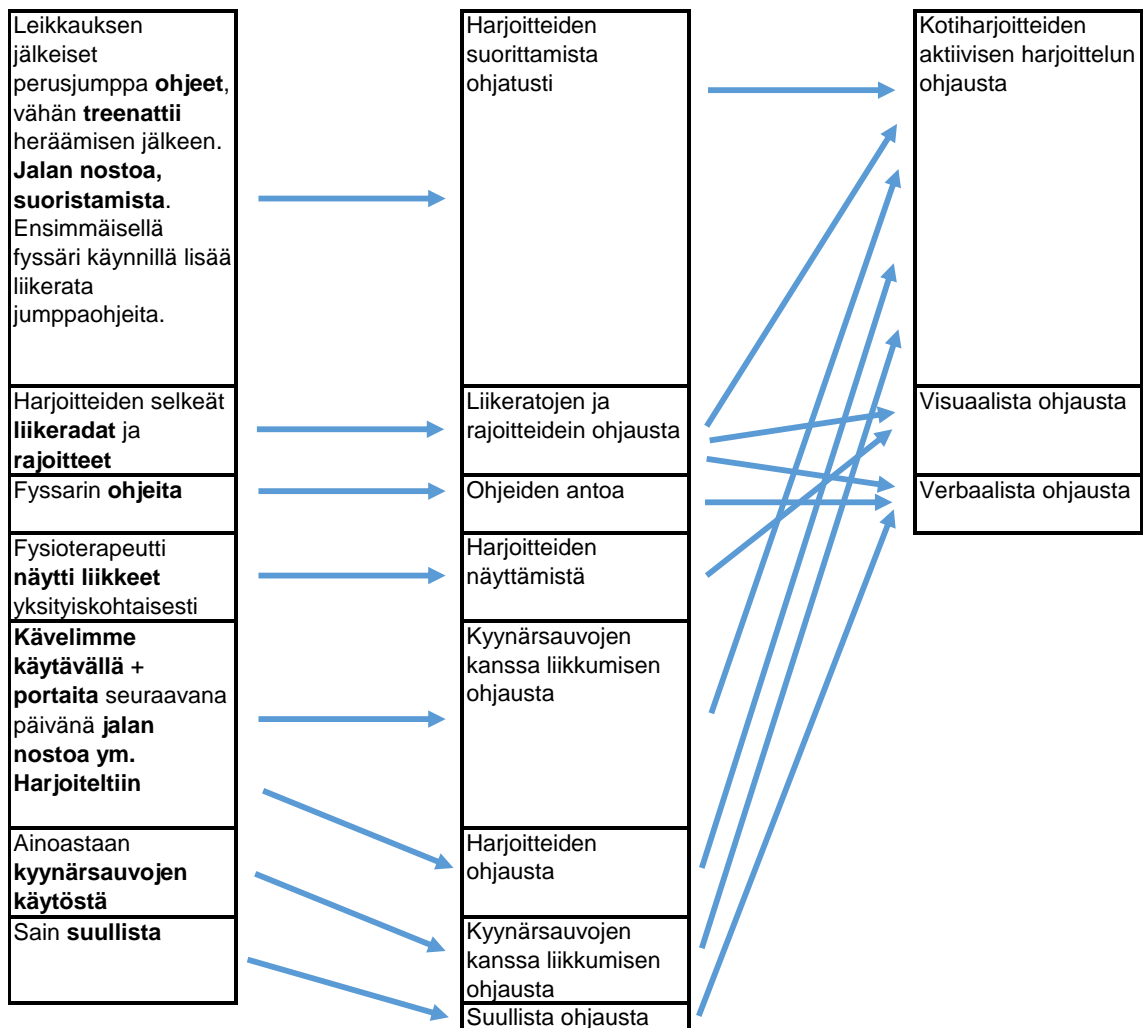 Leikkauksen
jälkeiset
perusjumppa ohjeet,
vähän treenattii
heräämisen jälkeen.
Jalan nostoa,
suoristamista.
Ensimmäisellä
fyssäri käynnillä lisää
liikerata
jumppaohjeita.
Harjoitteiden selkeät
liikeradat ja
rajoitteet
Fyssarin ohjeita
Fysioterapeutti
näytti liikkeet
yksityiskohtaisesti
Kävelimme
käytävällä +
portaita seuraavana
päivänä jalan
nostoa ym.
Harjoiteltiin
Ainoastaan
kyynärsauvojen
käytöstä
Sain suullista
Harjoitteiden
suorittamista
ohjatusti
Liikeratojen ja
rajoitteidein ohjausta
Ohjeiden antoa
Harjoitteiden
näyttämistä
Kyynärsauvojen
kanssa liikkumisen
ohjausta
Harjoitteiden
ohjausta
Kyynärsauvojen
kanssa liikkumisen
ohjausta
Suullista ohjausta
Kotiharjoitteiden
aktiivisen harjoittelun
ohjausta
Visuaalista ohjausta
Verbaalista ohjausta